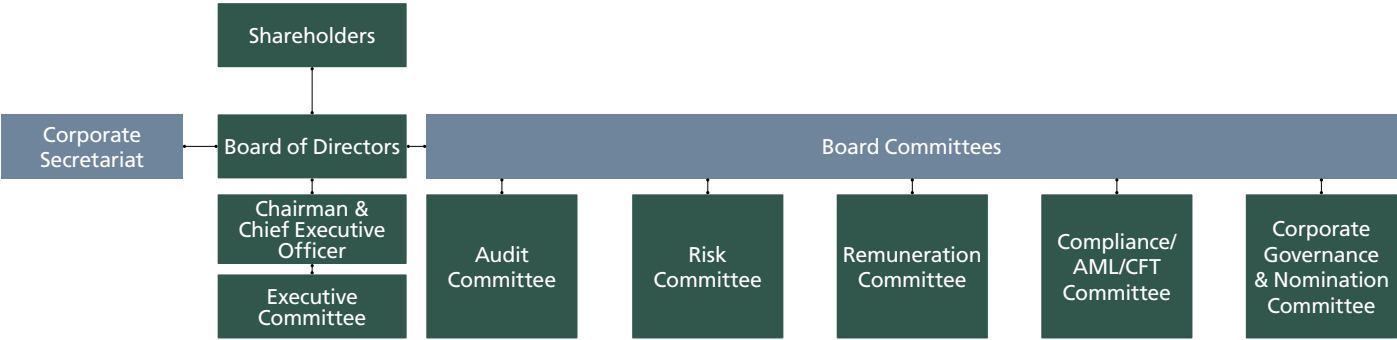 Shareholders
Corporate
Secretariat
Board of Directors
Board Committees
Chairman &
Chief Executive
Officer
Executive
Committee
Audit
Committee
Risk
Committee
Remuneration
Committee
Compliance/
AML/CFT
Committee
Corporate
Governance
& Nomination
Committee